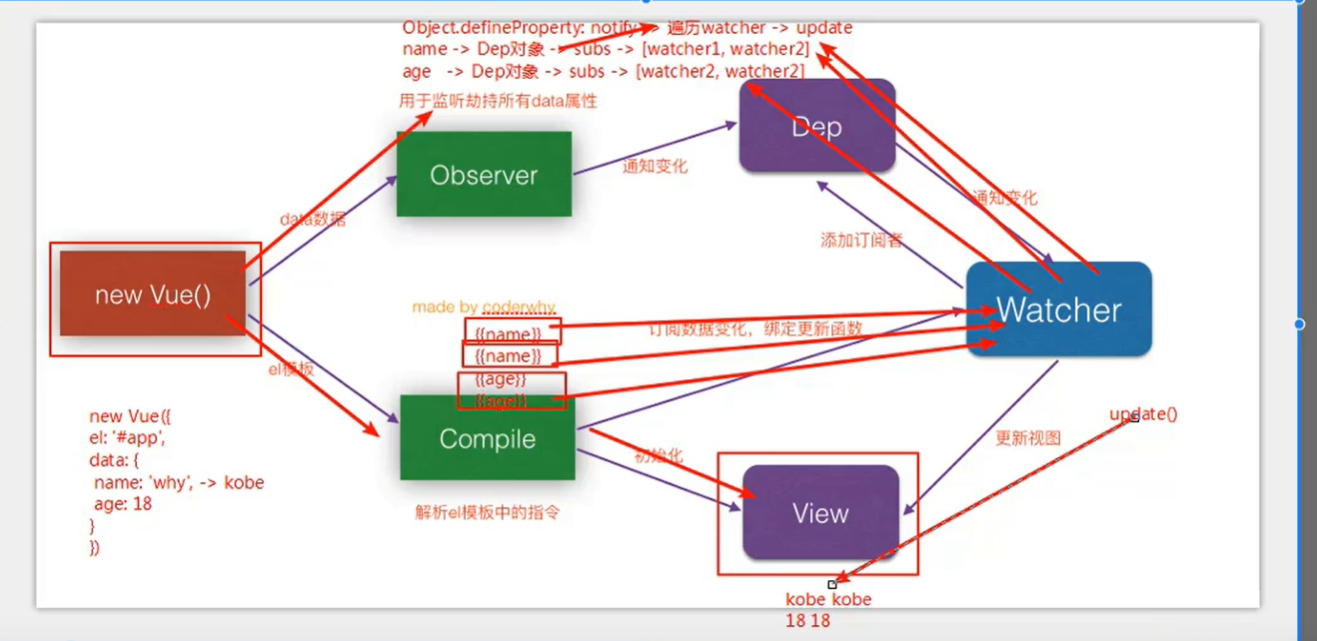 Object.defineProperty: notify -> 遍历watcher -> update
name -> Dep对象 -> subs -> [watcher1, watcher2]
age -> Dep对象 -> subs -> [watcher2, watcher2]
用于监听劫持所有data属性
Dep
Observer
通知变化
通知变化
data数据
添加订阅者
new Vue()
Watcher
made by coderwhy
{{name}}
订阅数据变化，绑定更新函数
{{name}}
el模板
{{age}}
{{age}}
new Vue({
el: '#app',
data: {
name: 'why', -> kobe
age: 18
}
})
Compile
update()
更新视图
初始化
解析el模板中的指令
View
kobe kobe
18 18